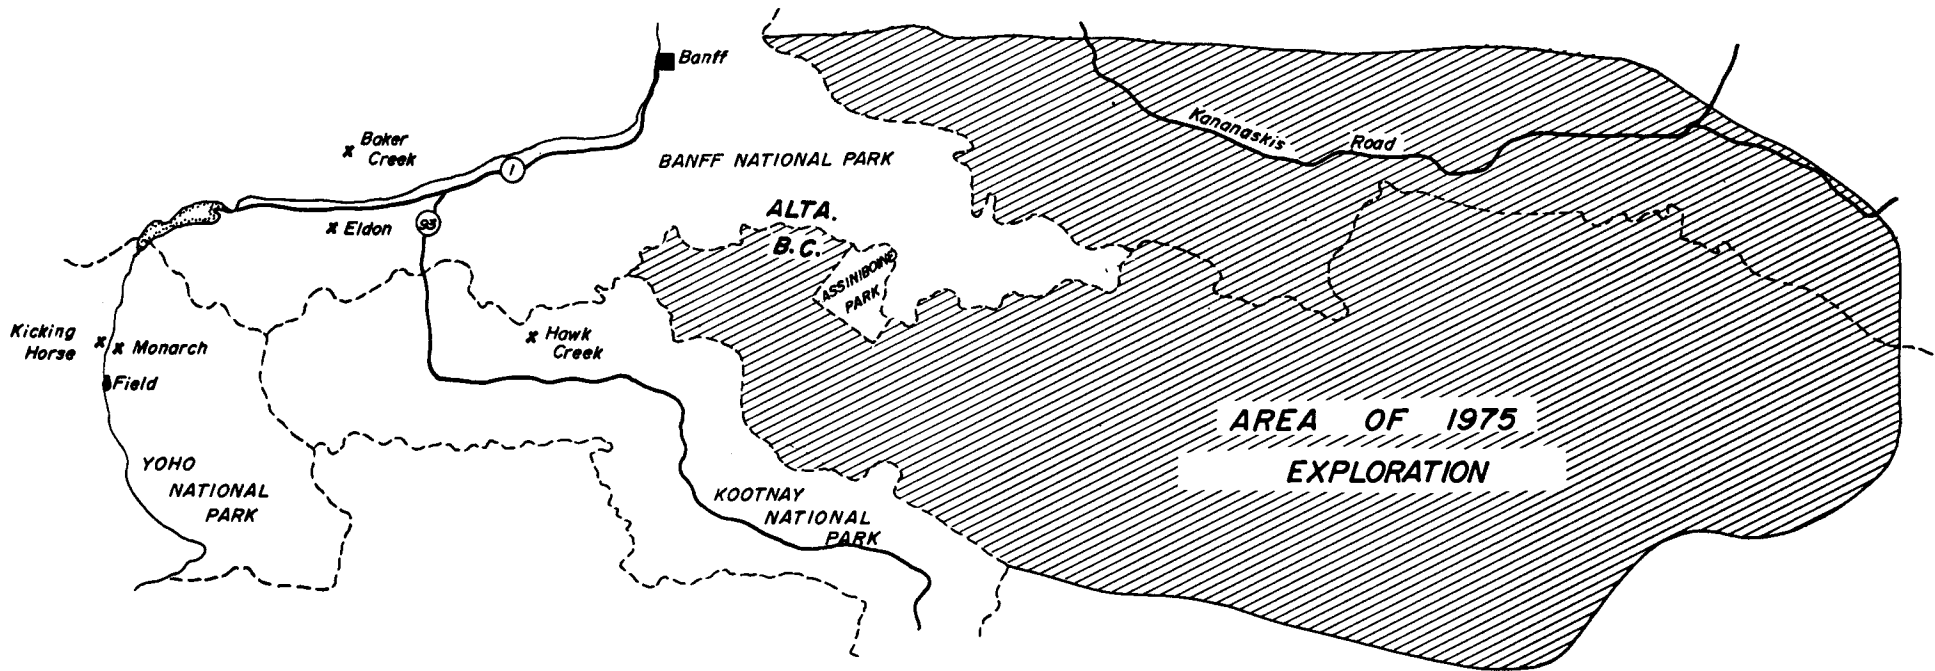 Banff
Kananaskis Road
Baker
Creek
1
BANFF NATIONAL PARK
ALTA.
B.C.
93
x Eldon
ASSINIBOINE
PARK
Kicking
Horse
x Monarch
x Hawk
Creek
Field
AREA OF 1975
EXPLORATION
YOHO
NATIONAL
PARK
KOOTNAY
NATIONAL
PARK